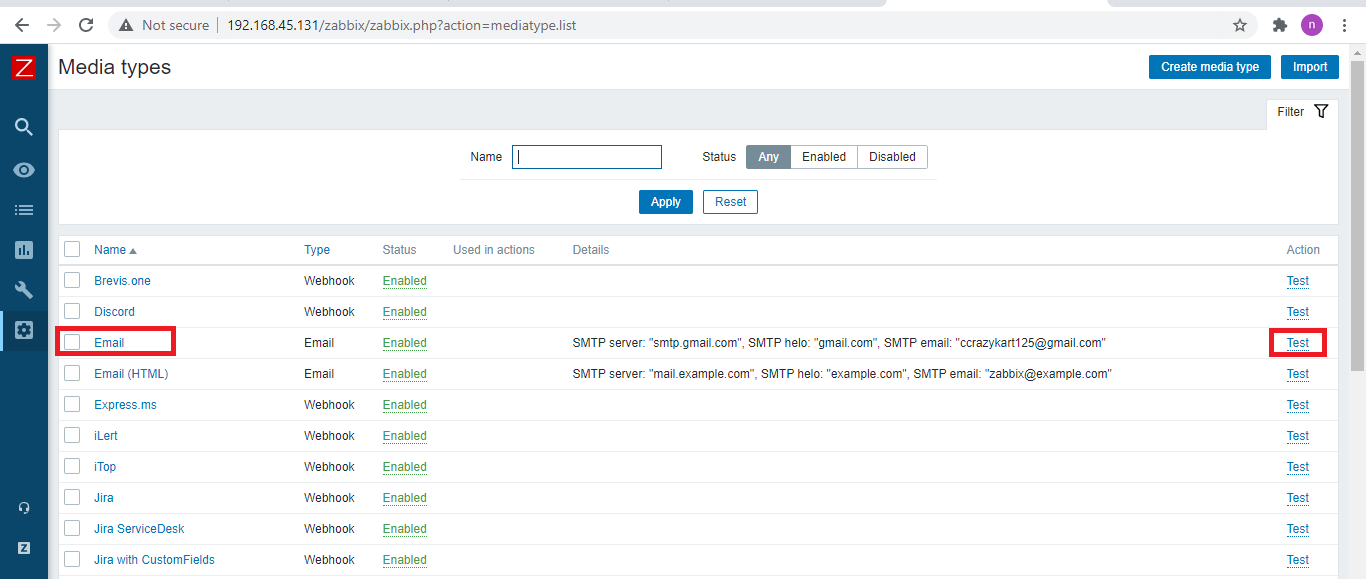 Not secure 192.168.45.131/zabbix/zabbix.php?action=mediatype.list n
Z Media types Create media type Import
Filter
Name Status Any Enabled Disabled
Apply Reset
Name Type Status Used in actions Details Action
Brevis.one Webhook Enabled Test
Discord Webhook Enabled Test
Email Email Enabled SMTP server: "smtp.gmail.com", SMTP helo: "gmail.com", SMTP email: "ccrazykart125@gmail.com" Test
Email (HTML) Email Enabled SMTP server: "mail.example.com", SMTP helo: "example.com", SMTP email: "zabbix@example.com" Test
Express.ms Webhook Enabled Test
iLert Webhook Enabled Test
iTop Webhook Enabled Test
Jira Webhook Enabled Test
Jira ServiceDesk Webhook Enabled Test
Z
Jira with CustomFields Webhook Enabled Test